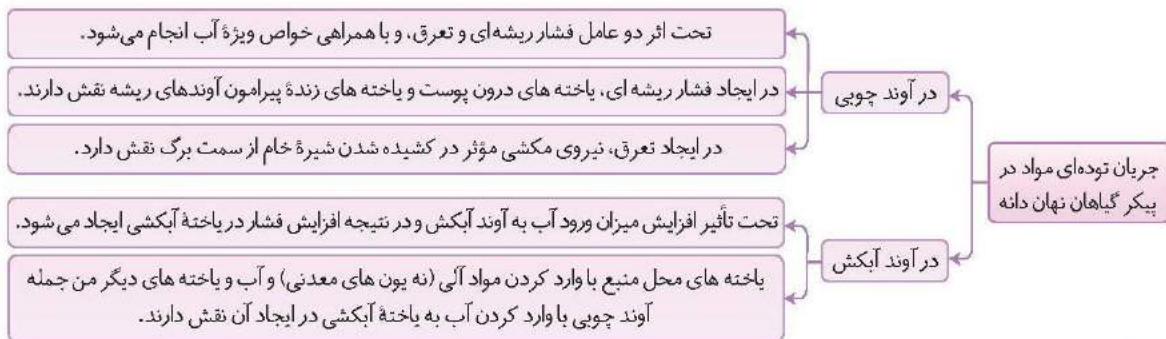 جریان توده‌ای مواد در
پیکر گیاهان نهان دانه
در آوند چوبی
تحت اثر دو عامل فشار ریشه‌ای و تعرق، و با همراهی خواص ویژۀ آب انجام می‌شود.
در ایجاد فشار ریشه ای، یاخته های درون پوست و یاخته های زندۀ پیرامون آوندهای ریشه نقش دارند.
در ایجاد تعرق، نیروی مکشی مؤثر در کشیده شدن شیرۀ خام از سمت برگ نقش دارد.
در آوند آبکش
تحت تأثیر افزایش میزان ورود آب به آوند آبکش و در نتیجه افزایش فشار در یاختۀ آبکشی ایجاد می شود.
یاخته های محل منبع با وارد کردن مواد آلی (نه یون های معدنی) و آب و یاخته های دیگر من جمله
آوند چوبی با وارد کردن آب به یاختۀ آبکشی در ایجاد آن نقش دارند.